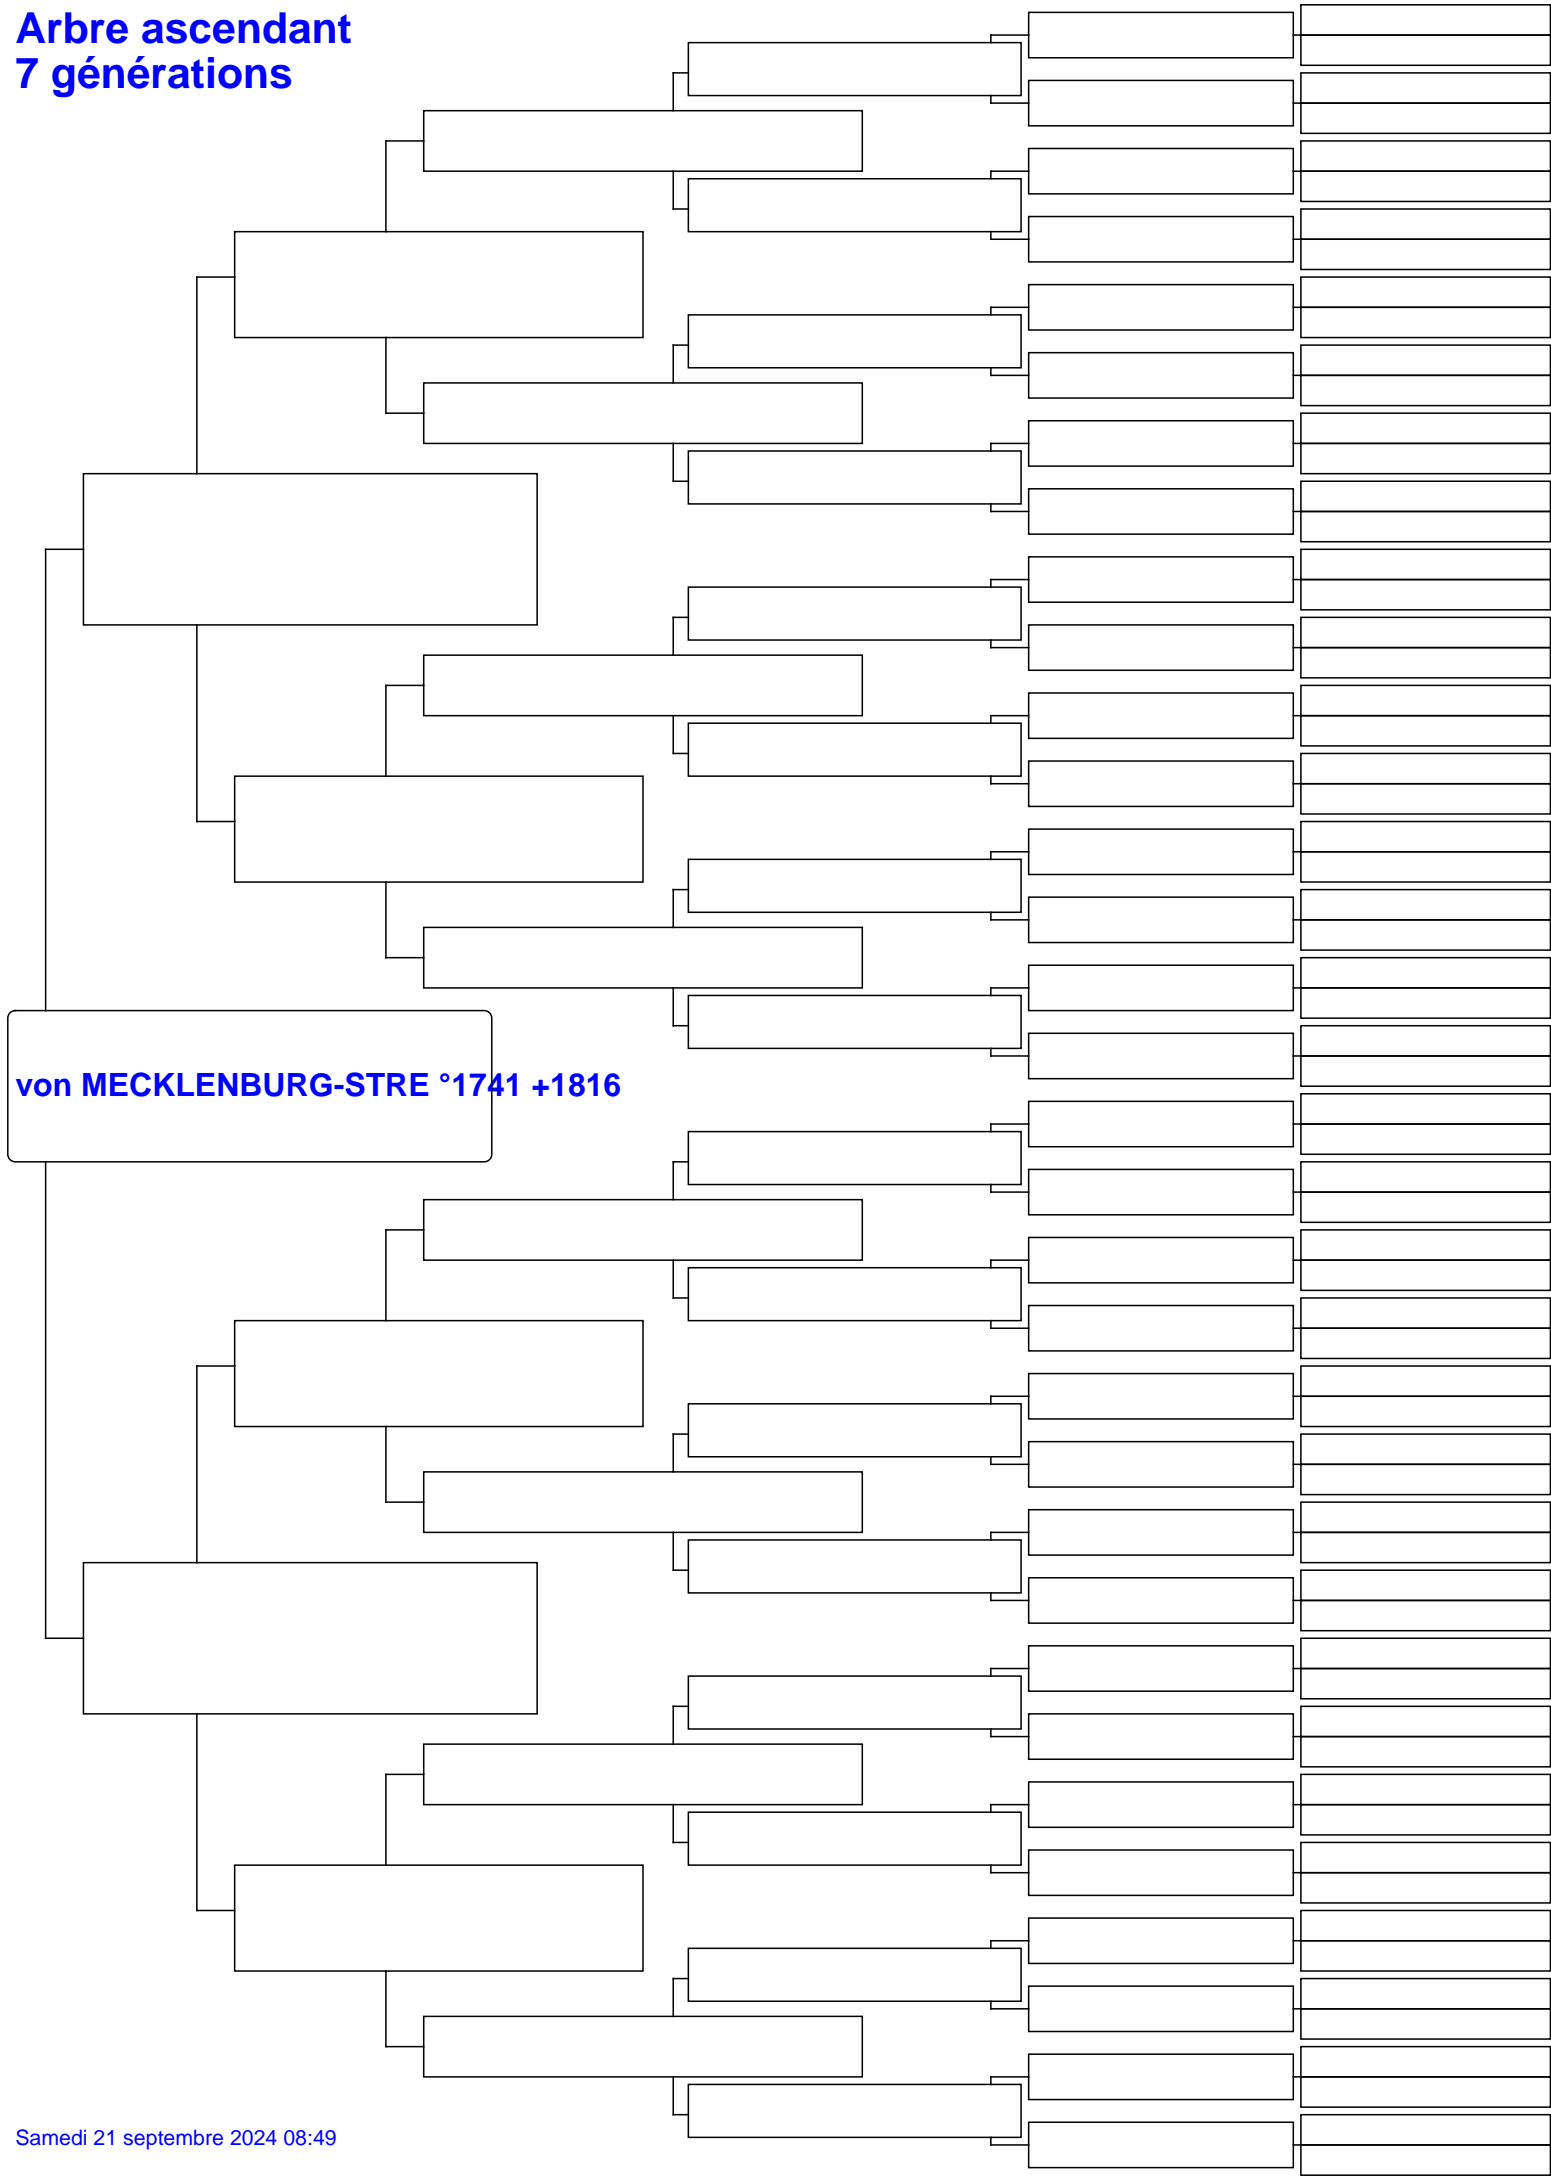 Arbre ascendant
7 générations
von MECKLENBURG-STRE °1741 +1816
Samedi 21 septembre 2024 08:49